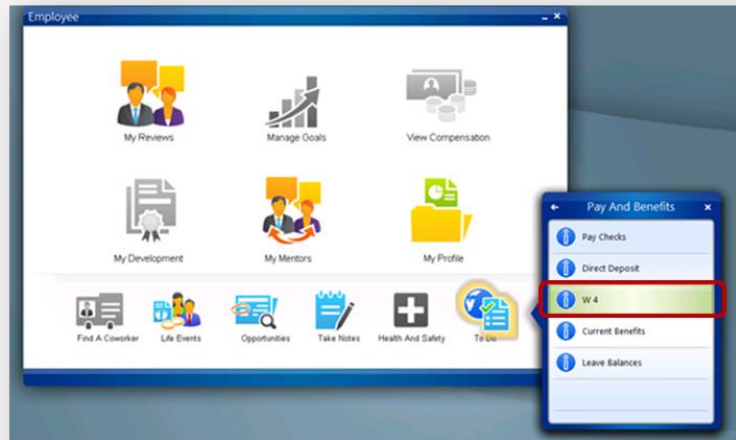 Employee
My Reviews
Manage Goals
View Compensation
My Development
My Mentors
My Profile
Find A Coworker
Life Events
Opportunities
Take Notes
Health And Safety
To Do
Pay And Benefits
Pay Checks
Direct Deposit
W 4
Current Benefits
Leave Balances